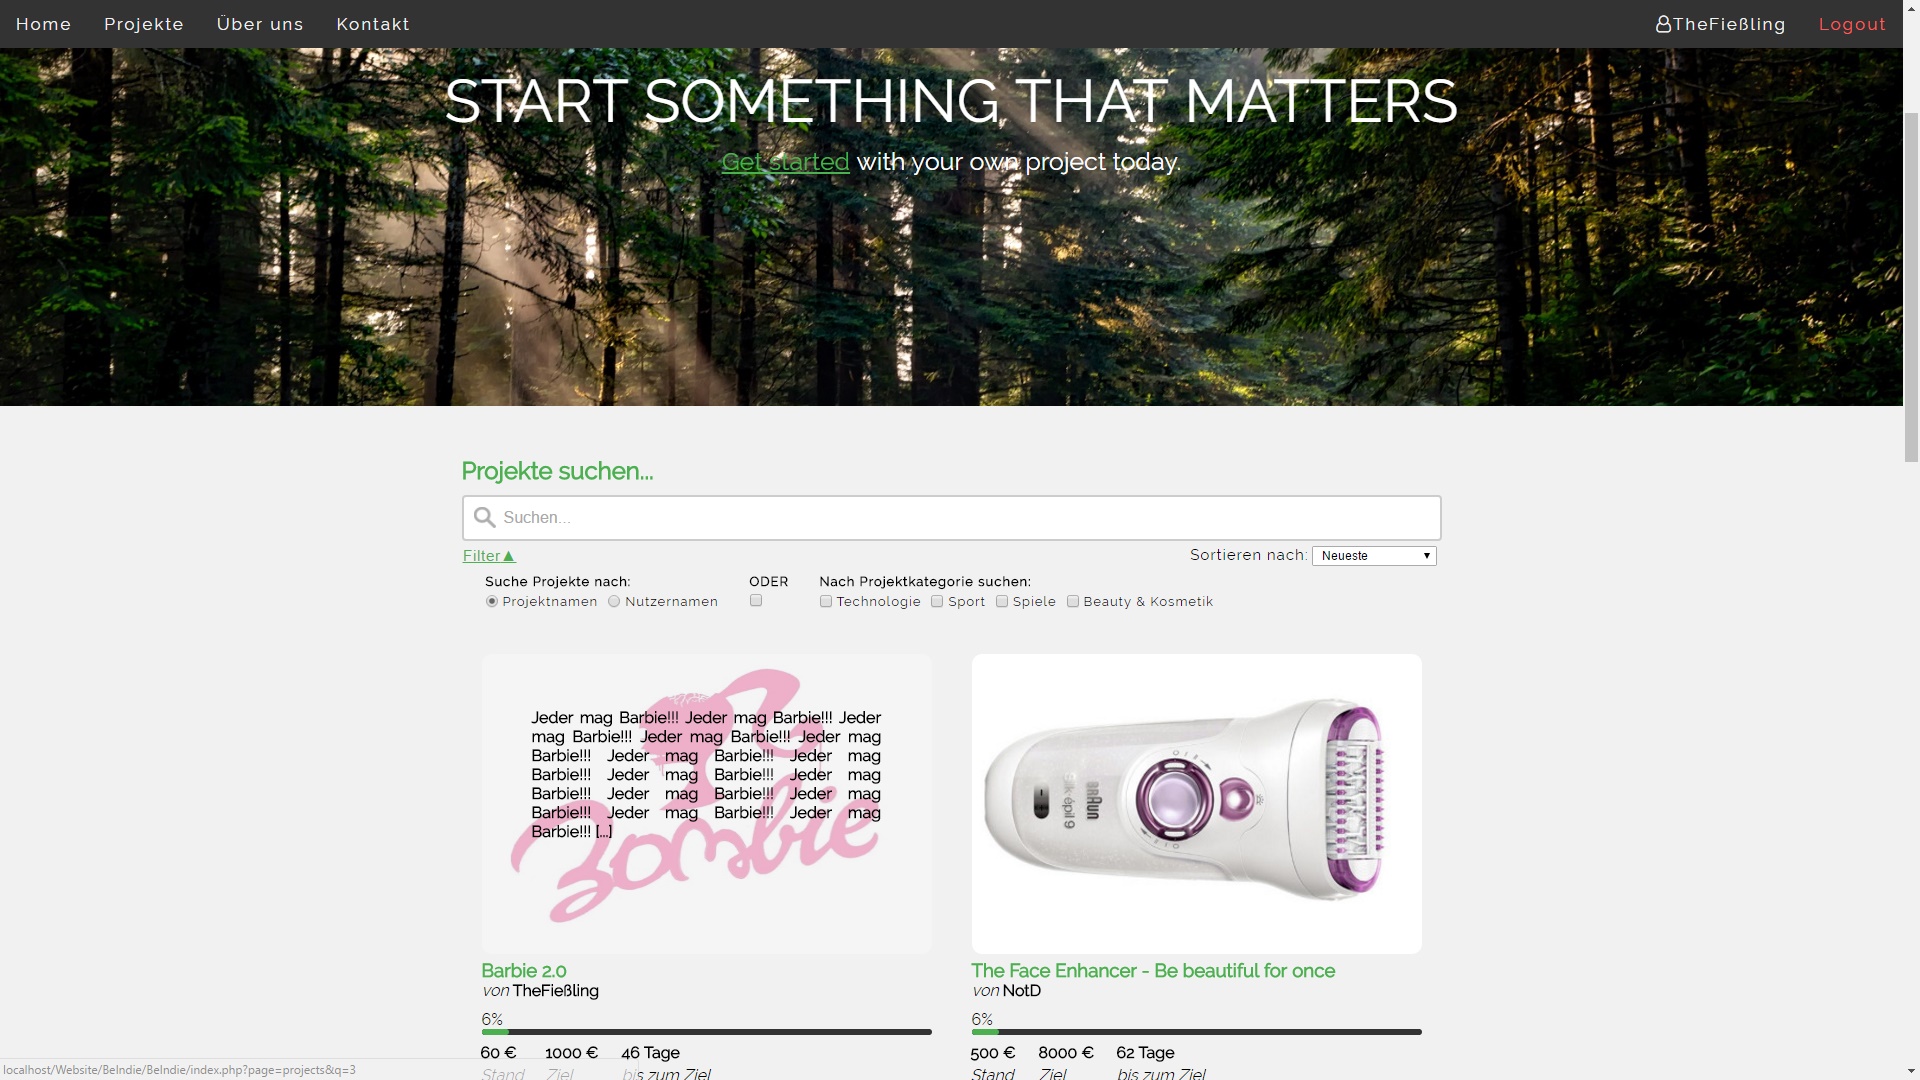 Home Projekte Über uns Kontakt TheFießling Logout
START SOMETHING THAT MATTERS
Get started with your own project today.
Projekte suchen...
Suchen...
Filter▲ Sortieren nach: Neueste
Suche Projekte nach: ODER Nach Projektkategorie suchen:
Projektnamen Nutzernamen Technologie Sport Spiele Beauty & Kosmetik
Jeder mag Barbie!!! Jeder mag Barbie!!! Jeder
mag Barbie!!! Jeder mag Barbie!!! Jeder mag
Barbie!!! Jeder mag Barbie!!! Jeder mag
Barbie!!! Jeder mag Barbie!!! Jeder mag
Barbie!!! Jeder mag Barbie!!! Jeder mag
Barbie!!! Jeder mag Barbie!!! Jeder mag
Barbie!!! [...]
Zombie
BRAUN
Silk·épil 9
Barbie 2.0
von TheFießling
6%
60 € 1000 € 46 Tage
Stand Ziel bis zum Ziel
The Face Enhancer - Be beautiful for once
von NotD
6%
500 € 8000 € 62 Tage
Stand Ziel bis zum Ziel
localhost/Website/BeIndie/BeIndie/index.php?page=projects&q=3